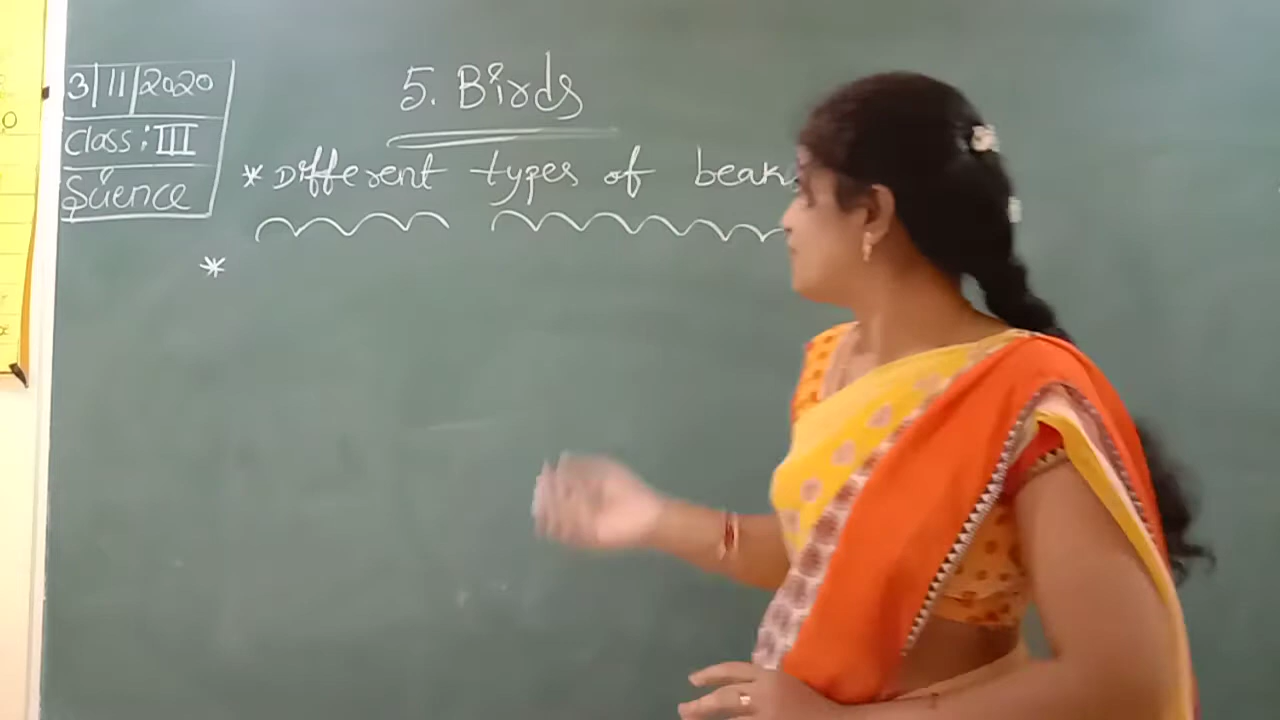 3|11|2020
Class: III
Science
5. Birds
* Different types of beak
*